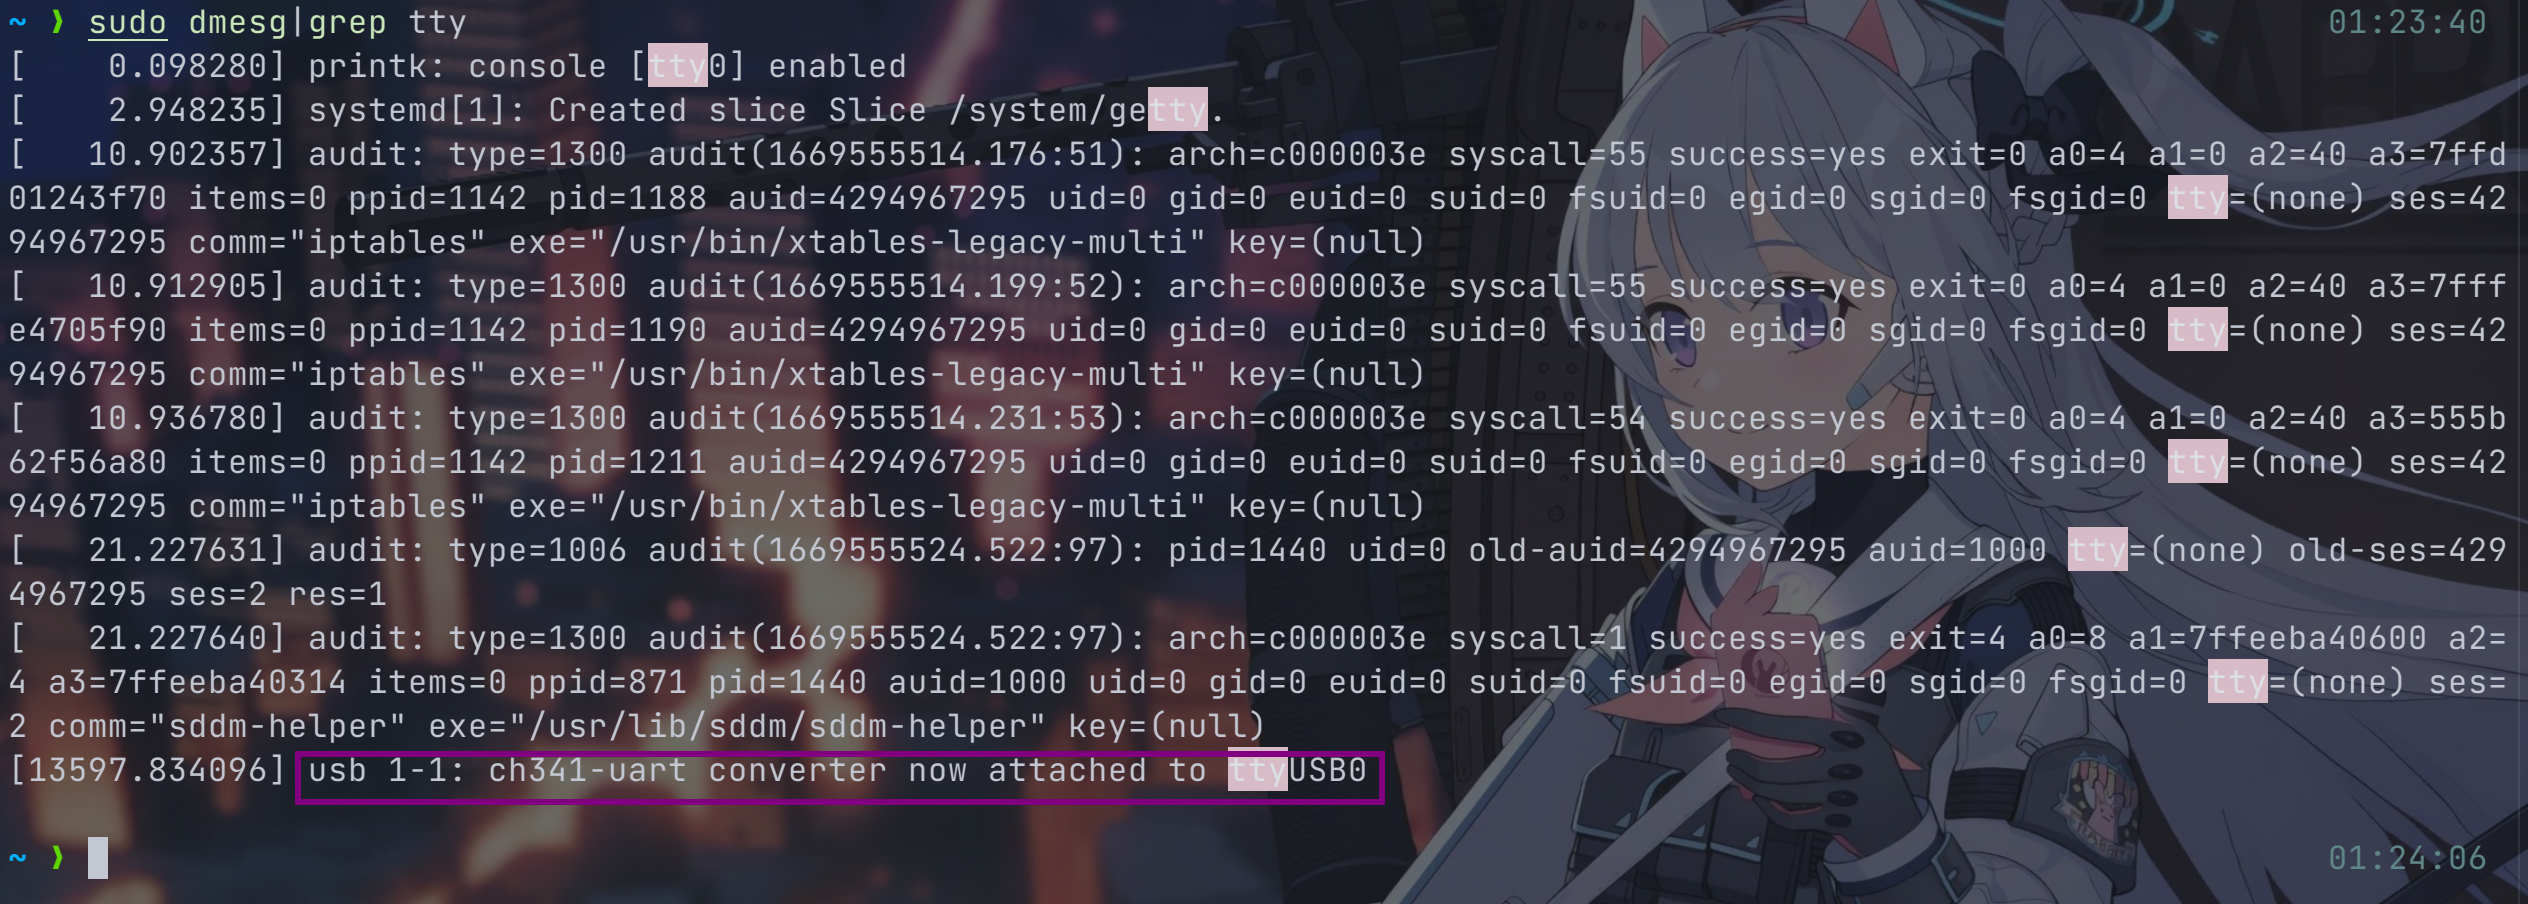 ~ ❯ sudo dmesg|grep tty 01:23:40
[    0.098280] printk: console [tty0] enabled
[    2.948235] systemd[1]: Created slice Slice /system/getty.
[   10.902357] audit: type=1300 audit(1669555514.176:51): arch=c000003e syscall=55 success=yes exit=0 a0=4 a1=0 a2=40 a3=7ffd
01243f70 items=0 ppid=1142 pid=1188 auid=4294967295 uid=0 gid=0 euid=0 suid=0 fsuid=0 egid=0 sgid=0 fsgid=0 tty=(none) ses=42
94967295 comm="iptables" exe="/usr/bin/xtables-legacy-multi" key=(null)
[   10.912905] audit: type=1300 audit(1669555514.199:52): arch=c000003e syscall=55 success=yes exit=0 a0=4 a1=0 a2=40 a3=7fff
e4705f90 items=0 ppid=1142 pid=1190 auid=4294967295 uid=0 gid=0 euid=0 suid=0 fsuid=0 egid=0 sgid=0 fsgid=0 tty=(none) ses=42
94967295 comm="iptables" exe="/usr/bin/xtables-legacy-multi" key=(null)
[   10.936780] audit: type=1300 audit(1669555514.231:53): arch=c000003e syscall=54 success=yes exit=0 a0=4 a1=0 a2=40 a3=555b
62f56a80 items=0 ppid=1142 pid=1211 auid=4294967295 uid=0 gid=0 euid=0 suid=0 fsuid=0 egid=0 sgid=0 fsgid=0 tty=(none) ses=42
94967295 comm="iptables" exe="/usr/bin/xtables-legacy-multi" key=(null)
[   21.227631] audit: type=1006 audit(1669555524.522:97): pid=1440 uid=0 old-auid=4294967295 auid=1000 tty=(none) old-ses=429
4967295 ses=2 res=1
[   21.227640] audit: type=1300 audit(1669555524.522:97): arch=c000003e syscall=1 success=yes exit=4 a0=8 a1=7ffeeba40600 a2=
4 a3=7ffeeba40314 items=0 ppid=871 pid=1440 auid=1000 uid=0 gid=0 euid=0 suid=0 fsuid=0 egid=0 sgid=0 fsgid=0 tty=(none) ses=
2 comm="sddm-helper" exe="/usr/lib/sddm/sddm-helper" key=(null)
[13597.834096] usb 1-1: ch341-uart converter now attached to ttyUSB0
~ ❯ 01:24:06